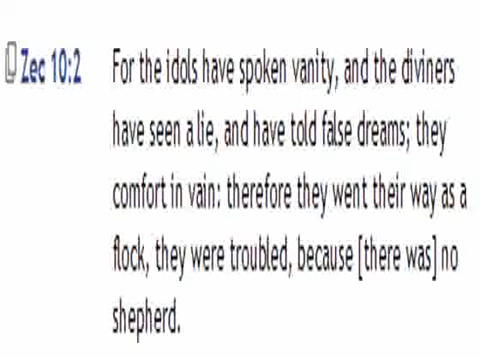 Zec 10:2 For the idols have spoken vanity, and the diviners
have seen a lie, and have told false dreams; they
comfort in vain: therefore they went their way as a
flock, they were troubled, because [there was] no
shepherd.